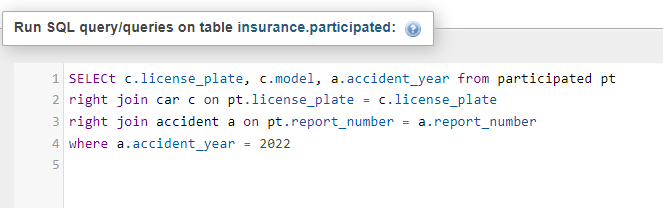 Run SQL query/queries on table insurance.participated:
1 SELECt c.license_plate, c.model, a.accident_year from participated pt
2 right join car c on pt.license_plate = c.license_plate
3 right join accident a on pt.report_number = a.report_number
4 where a.accident_year = 2022
5